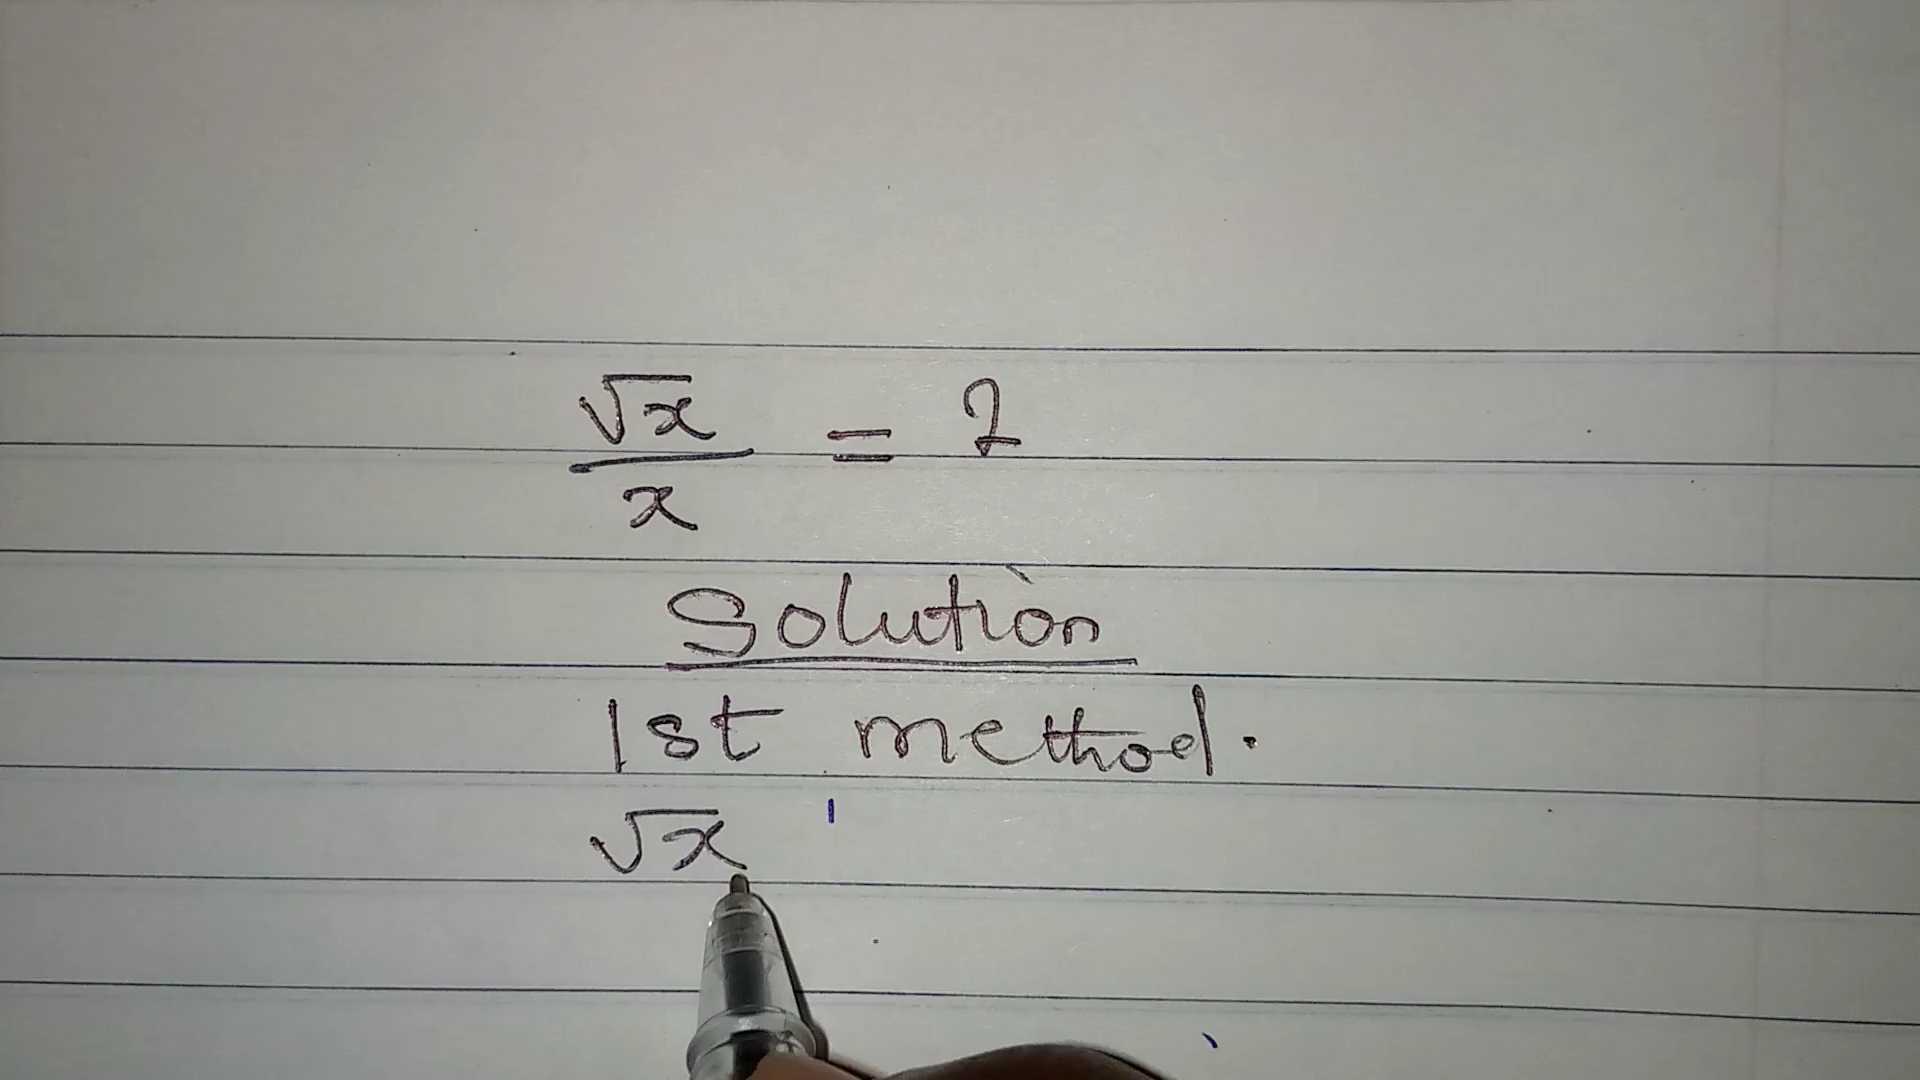 √x/x = 2
Solution
1st method.
√x